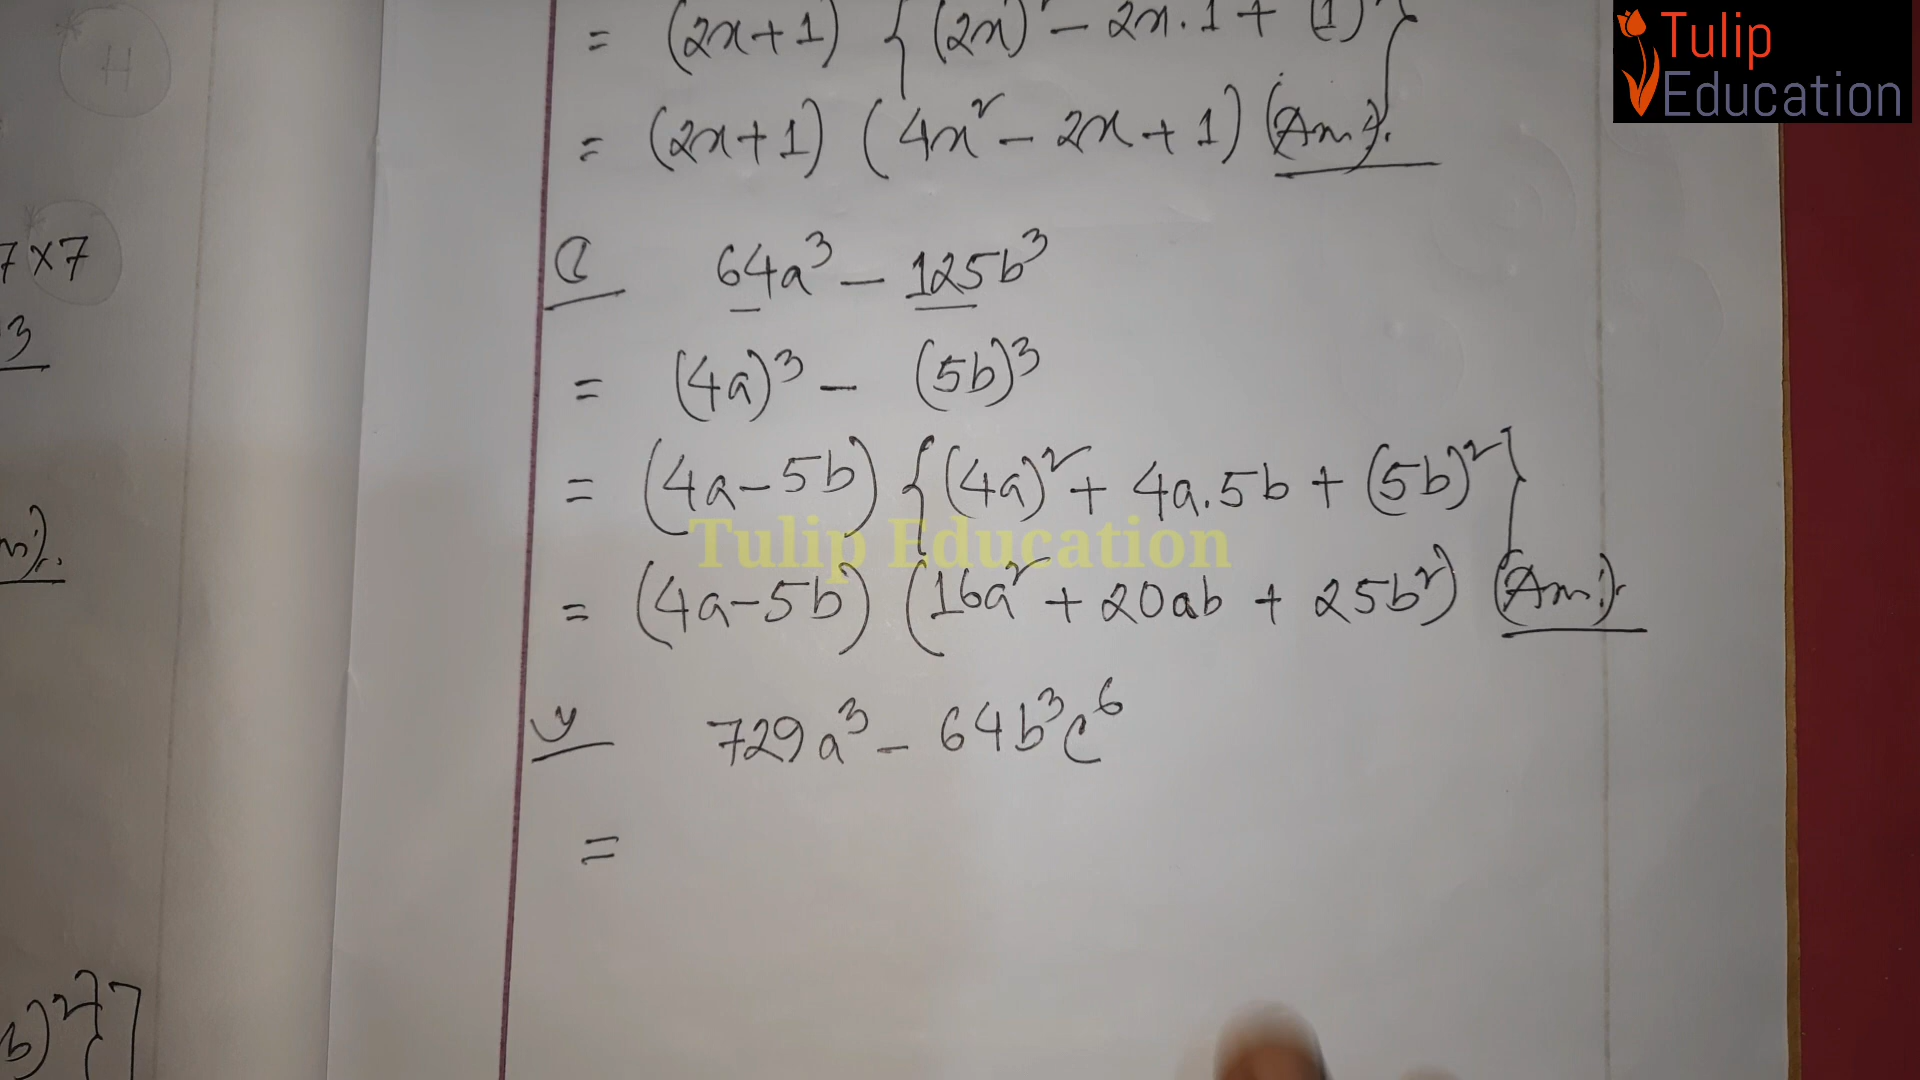 = (2x+1) {(2x)² - 2x.1 + (1)²}
= (2x+1) (4x² - 2x + 1) (Ans).
64a³ - 125b³
= (4a)³ - (5b)³
= (4a-5b) {(4a)² + 4a.5b + (5b)²}
= (4a-5b) (16a² + 20ab + 25b²) (Ans).
729a³ - 64b³c⁶
=
7×7
3
Tulip
Education
Tulip Education